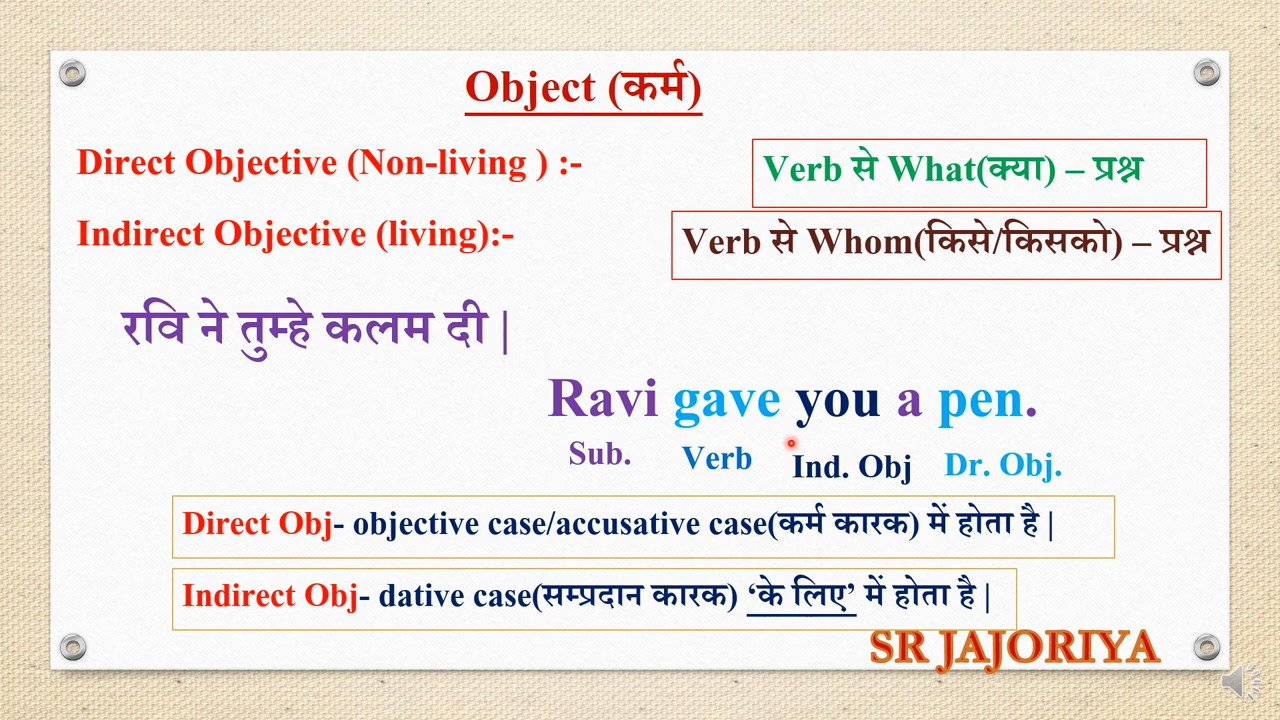 Object (कर्म)
Direct Objective (Non-living ) :-
Verb से What(क्या) – प्रश्न
Indirect Objective (living):-
Verb से Whom(किसे/किसको) – प्रश्न
रवि ने तुम्हे कलम दी |
Ravi gave you a pen.
Sub. Verb Ind. Obj Dr. Obj.
Direct Obj- objective case/accusative case(कर्म कारक) में होता है |
Indirect Obj- dative case(सम्प्रदान कारक) ‘के लिए’ में होता है |
SR JAJORIYA